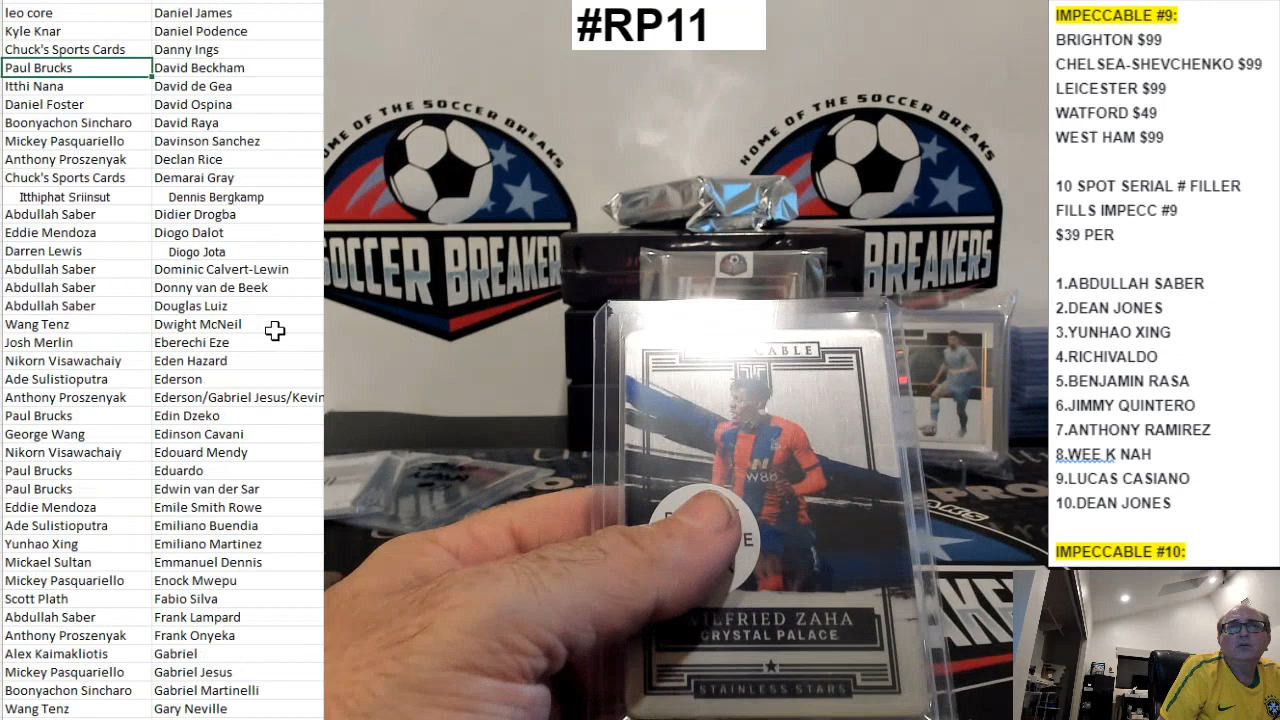 leo core Daniel James
Kyle Knar Daniel Podence
Chuck's Sports Cards Danny Ings
Paul Brucks David Beckham
Itthi Nana David de Gea
Daniel Foster David Ospina
Boonyachon Sincharo David Raya
Mickey Pasquariello Davinson Sanchez
Anthony Proszenyak Declan Rice
Chuck's Sports Cards Demarai Gray
Itthiphat Sriinsut Dennis Bergkamp
Abdullah Saber Didier Drogba
Eddie Mendoza Diogo Dalot
Darren Lewis Diogo Jota
Abdullah Saber Dominic Calvert-Lewin
Abdullah Saber Donny van de Beek
Abdullah Saber Douglas Luiz
Wang Tenz Dwight McNeil
Josh Merlin Eberechi Eze
Nikorn Visawachaiy Eden Hazard
Ade Sulistioputra Ederson
Anthony Proszenyak Ederson/Gabriel Jesus/Kevin
Paul Brucks Edin Dzeko
George Wang Edinson Cavani
Nikorn Visawachaiy Edouard Mendy
Paul Brucks Eduardo
Paul Brucks Edwin van der Sar
Eddie Mendoza Emile Smith Rowe
Ade Sulistioputra Emiliano Buendia
Yunhao Xing Emiliano Martinez
Mickael Sultan Emmanuel Dennis
Mickey Pasquariello Enock Mwepu
Scott Plath Fabio Silva
Abdullah Saber Frank Lampard
Anthony Proszenyak Frank Onyeka
Alex Kaimakliotis Gabriel
Mickey Pasquariello Gabriel Jesus
Boonyachon Sincharo Gabriel Martinelli
Wang Tenz Gary Neville
#RP11
HOME OF THE SOCCER BREAKS
SOCCER BREAKERS
HOME OF THE SOCCER BREAKS
BREAKERS
W88
WILFRIED ZAHA
CRYSTAL PALACE
STAINLESS STARS
IMPECCABLE #9:
BRIGHTON $99
CHELSEA-SHEVCHENKO $99
LEICESTER $99
WATFORD $49
WEST HAM $99
10 SPOT SERIAL # FILLER
FILLS IMPECC #9
$39 PER
1.ABDULLAH SABER
2.DEAN JONES
3.YUNHAO XING
4.RICHIVALDO
5.BENJAMIN RASA
6.JIMMY QUINTERO
7.ANTHONY RAMIREZ
8.WEE K NAH
9.LUCAS CASIANO
10.DEAN JONES
IMPECCABLE #10: